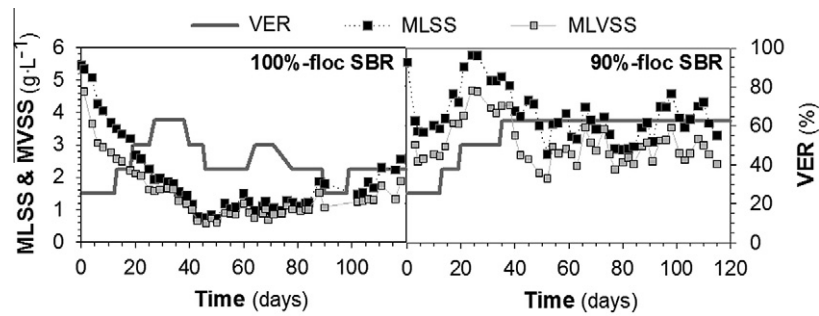 VER MLSS MLVSS
100%-floc SBR 90%-floc SBR
MLSS & MVSS (g·L⁻¹)
6 5 4 3 2 1 0
100 80 60 40 20 0
VER (%)
0 20 40 60 80 100 0 20 40 60 80 100 120
Time (days) Time (days)